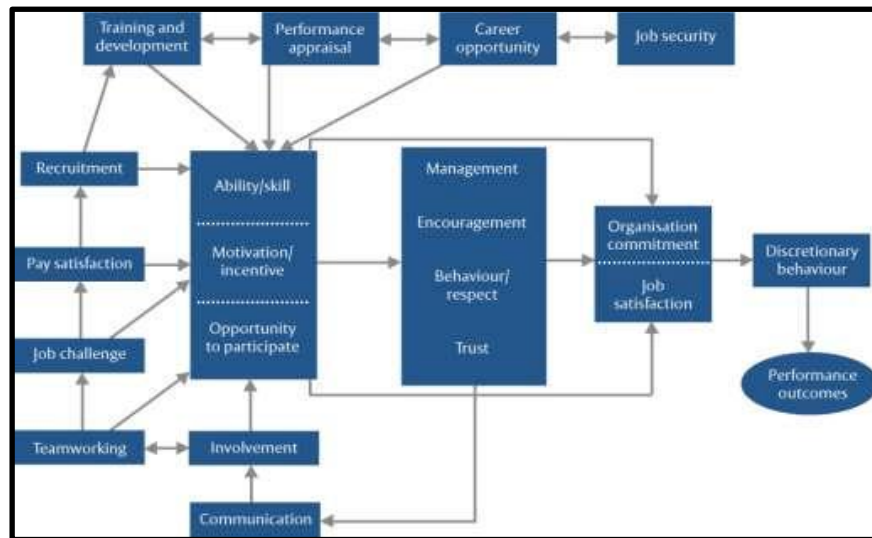 Training and
development
Performance
appraisal
Career
opportunity
Job security
Recruitment
Pay satisfaction
Job challenge
Teamworking
Ability/skill
Motivation/
incentive
Opportunity
to participate
Involvement
Communication
Management
Encouragement
Behaviour/
respect
Trust
Organisation
commitment
Job
satisfaction
Discretionary
behaviour
Performance
outcomes